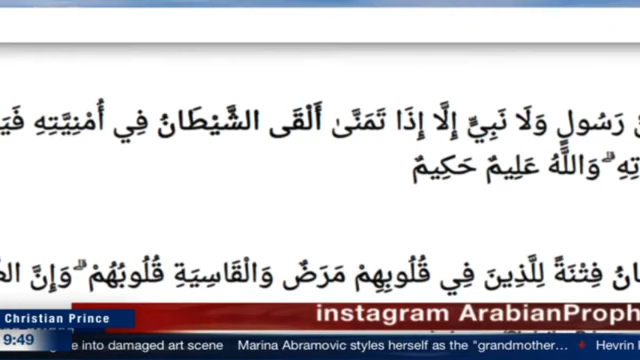 رَسُولٍ وَلَا نَبِيٍّ إِلَّا إِذَا تَمَنَّىٰ أَلْقَى الشَّيْطَانُ فِي أُمْنِيَّتِهِ
وَاللَّهُ عَلِيمٌ حَكِيمٌ
فِتْنَةً لِلَّذِينَ فِي قُلُوبِهِمْ مَرَضٌ وَالْقَاسِيَةِ قُلُوبُهُمْ ۗ وَإِنَّ
Christian Prince
instagram ArabianProph
9:49
into damaged art scene Marina Abramovic styles herself as the "grandmother... Hevrin